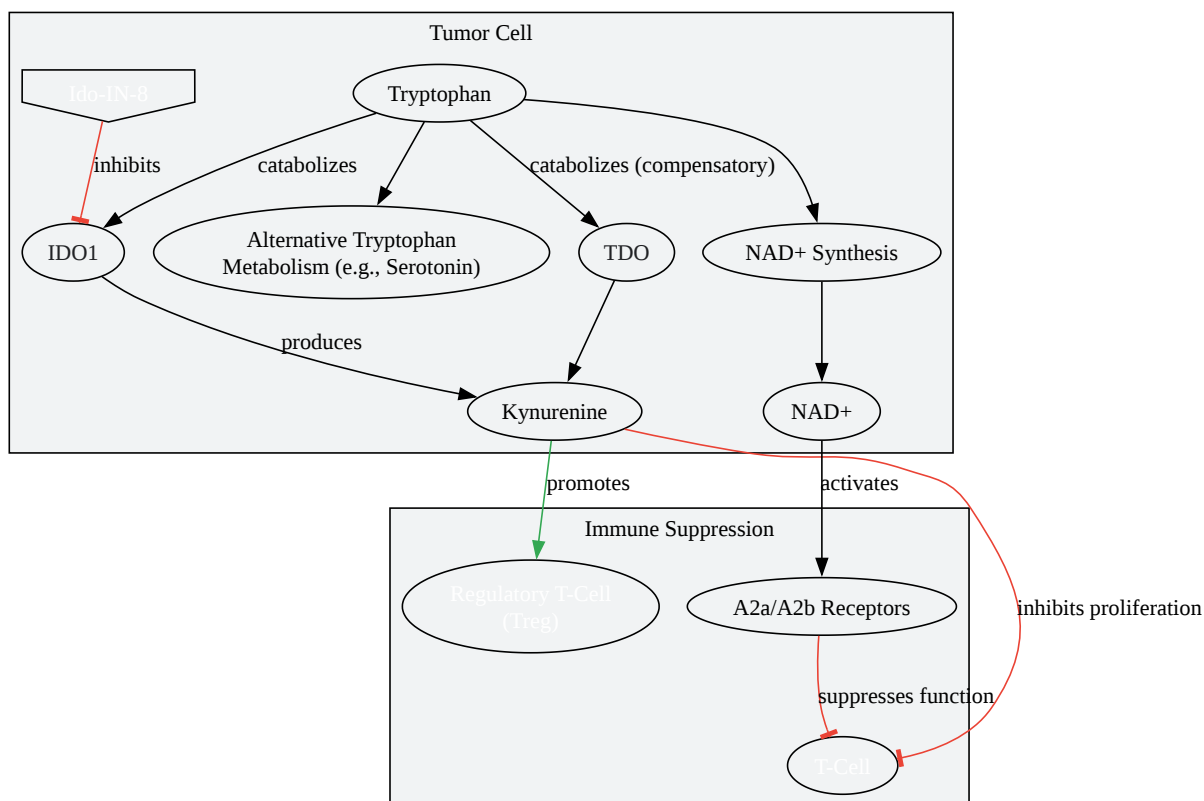 Tumor Cell
Ido-IN-8
Tryptophan
inhibits
catabolizes
catabolizes (compensatory)
IDO1
Alternative Tryptophan
Metabolism (e.g., Serotonin)
TDO
NAD+ Synthesis
produces
Kynurenine
NAD+
promotes
activates
Immune Suppression
Regulatory T-Cell
(Treg)
A2a/A2b Receptors
inhibits proliferation
suppresses function
T-Cell